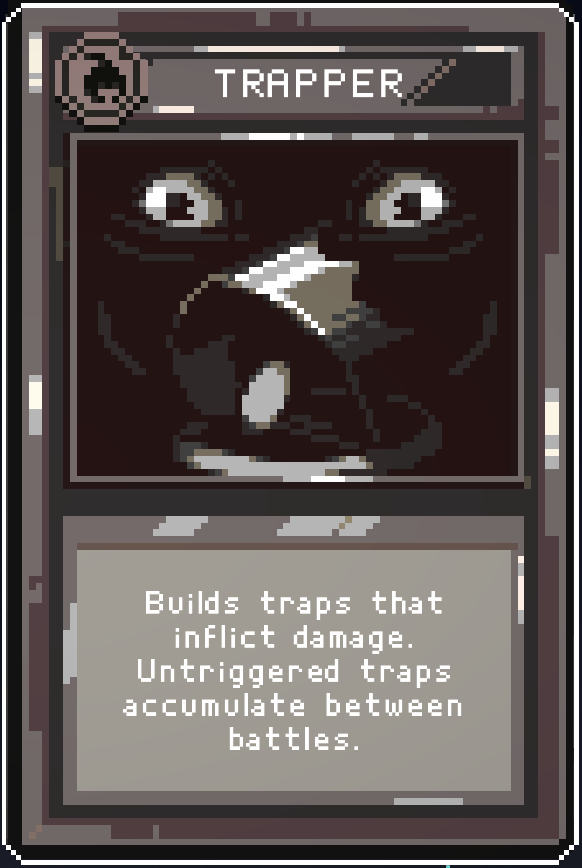 TRAPPER
Builds traps that
inflict damage.
Untriggered traps
accumulate between
battles.